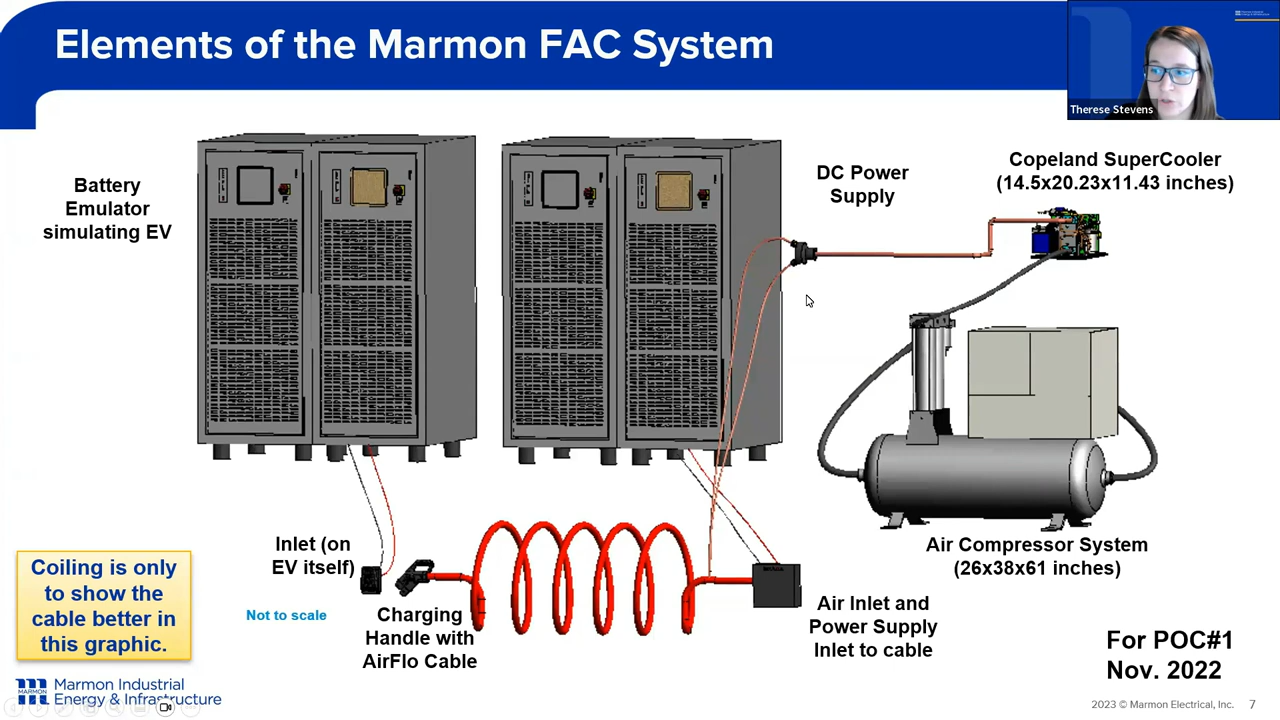 Elements of the Marmon FAC System
Therese Stevens
Battery
Emulator
simulating EV
DC Power
Supply
Copeland SuperCooler
(14.5x20.23x11.43 inches)
Inlet (on
EV itself)
Air Compressor System
(26x38x61 inches)
Coiling is only
to show the
cable better in
this graphic.
Not to scale
Charging
Handle with
AirFlo Cable
Air Inlet and
Power Supply
Inlet to cable
For POC#1
Nov. 2022
MARMON
Marmon Industrial
Energy & Infrastructure
2023 © Marmon Electrical, Inc. 7